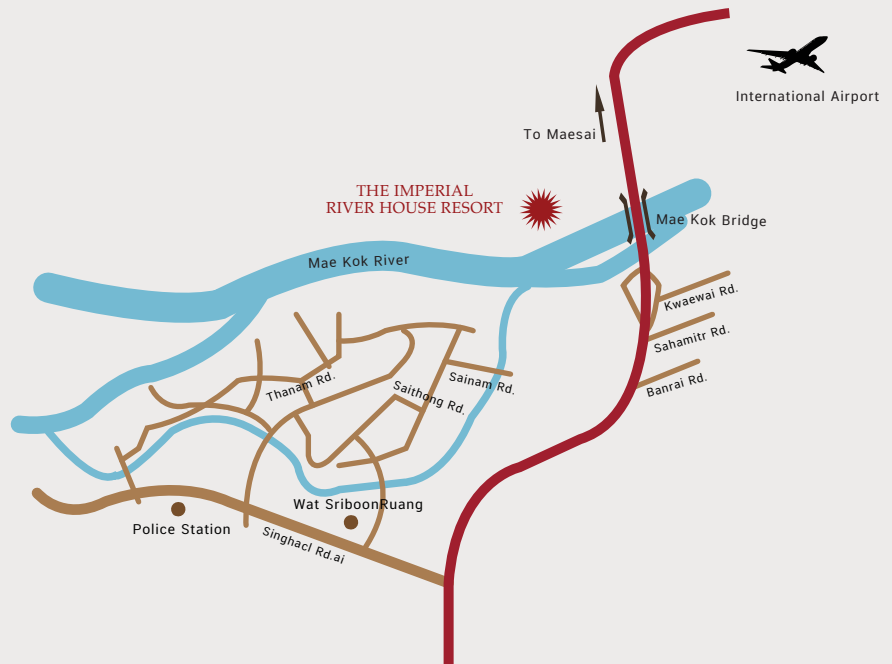 International Airport
To Maesai
THE IMPERIAL
RIVER HOUSE RESORT
Mae Kok Bridge
Mae Kok River
Kwaewai Rd.
Sahamitr Rd.
Banrai Rd.
Thanam Rd.
Saithong Rd.
Sainam Rd.
Wat SriboonRuang
Police Station
Singhacl Rd.ai